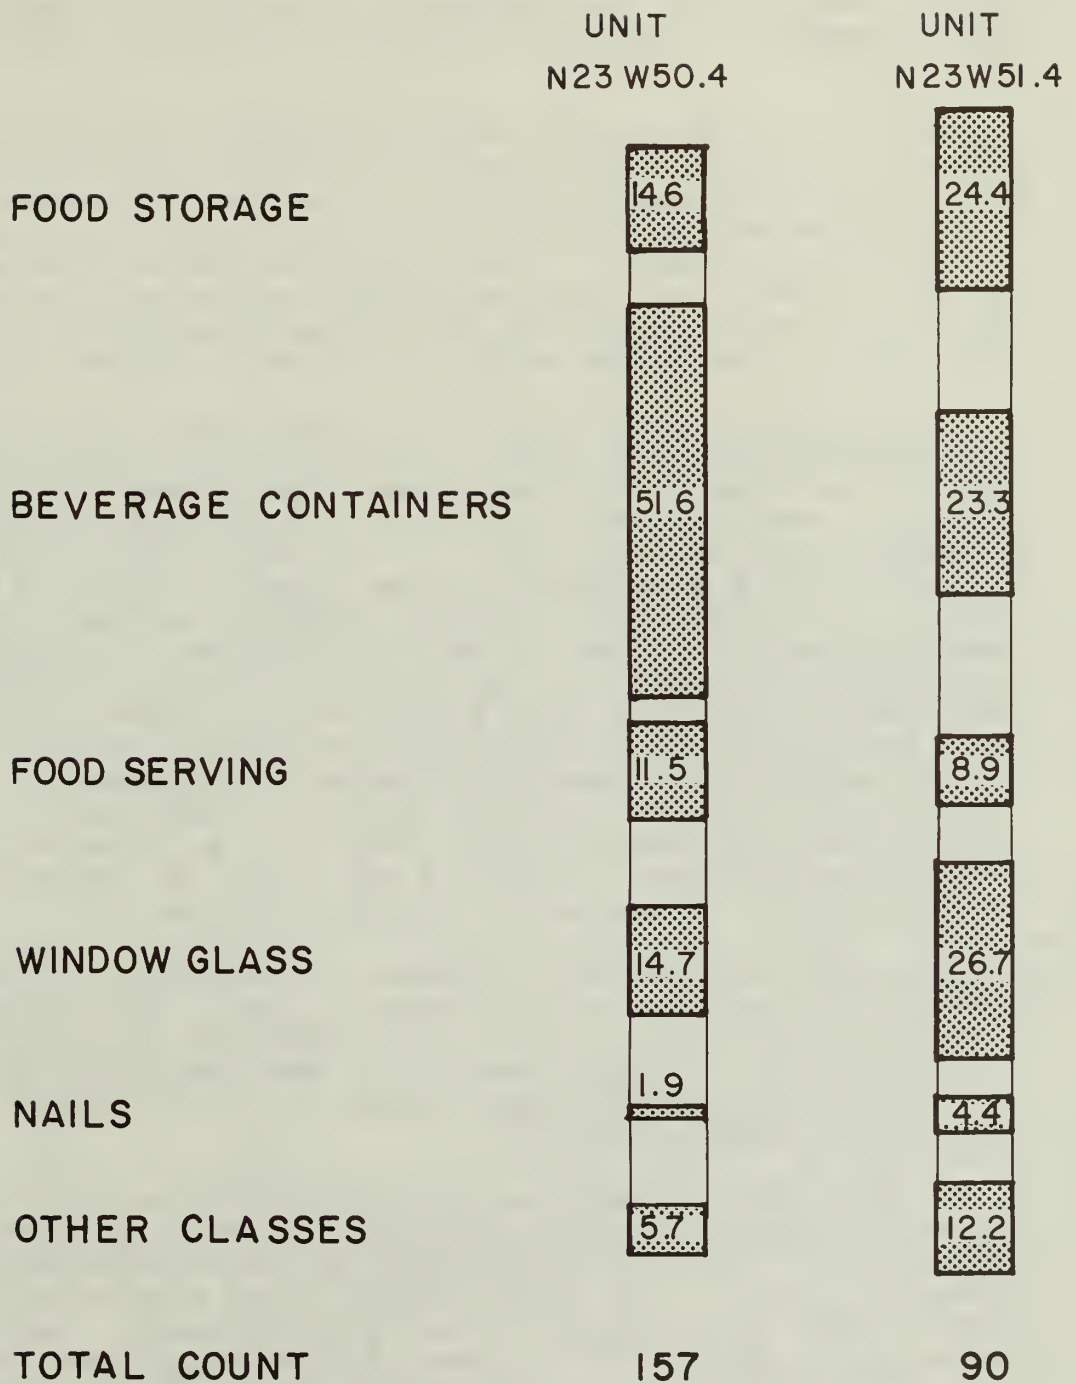 UNIT UNIT
N23 W50.4 N23W51.4
FOOD STORAGE 14.6 24.4
BEVERAGE CONTAINERS 51.6 23.3
FOOD SERVING 11.5 8.9
WINDOW GLASS 14.7 26.7
NAILS 1.9 4.4
OTHER CLASSES 5.7 12.2
TOTAL COUNT 157 90